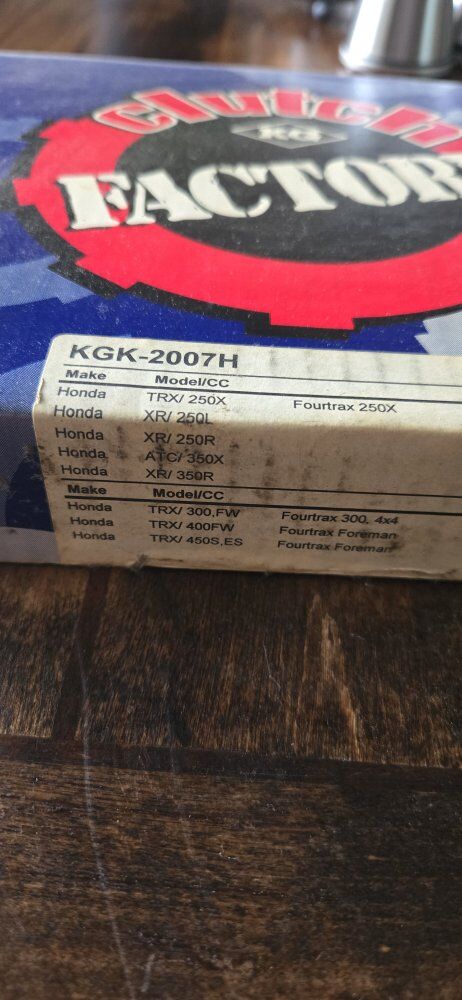 Clutch
KG
FACTOR
KGK-2007H
Make Model/CC
Honda TRX/ 250X Fourtrax 250X
Honda XR/ 250L
Honda XR/ 250R
Honda ATC/ 350X
Honda XR/ 350R
Make Model/CC
Honda TRX/ 300,FW Fourtrax 300, 4x4
Honda TRX/ 400FW Fourtrax Foreman
Honda TRX/ 450S,ES Fourtrax Foreman